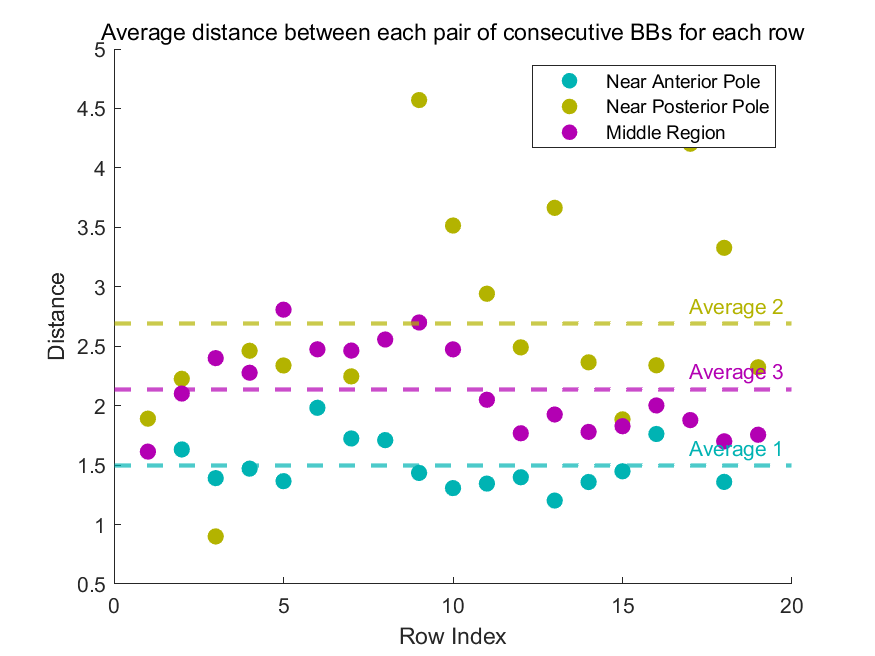 Average distance between each pair of consecutive BBs for each row
5
4.5
4
3.5
3
2.5
2
1.5
1
0.5
Distance
Near Anterior Pole
Near Posterior Pole
Middle Region
Average 2
Average 3
Average 1
0
5
10
15
20
Row Index